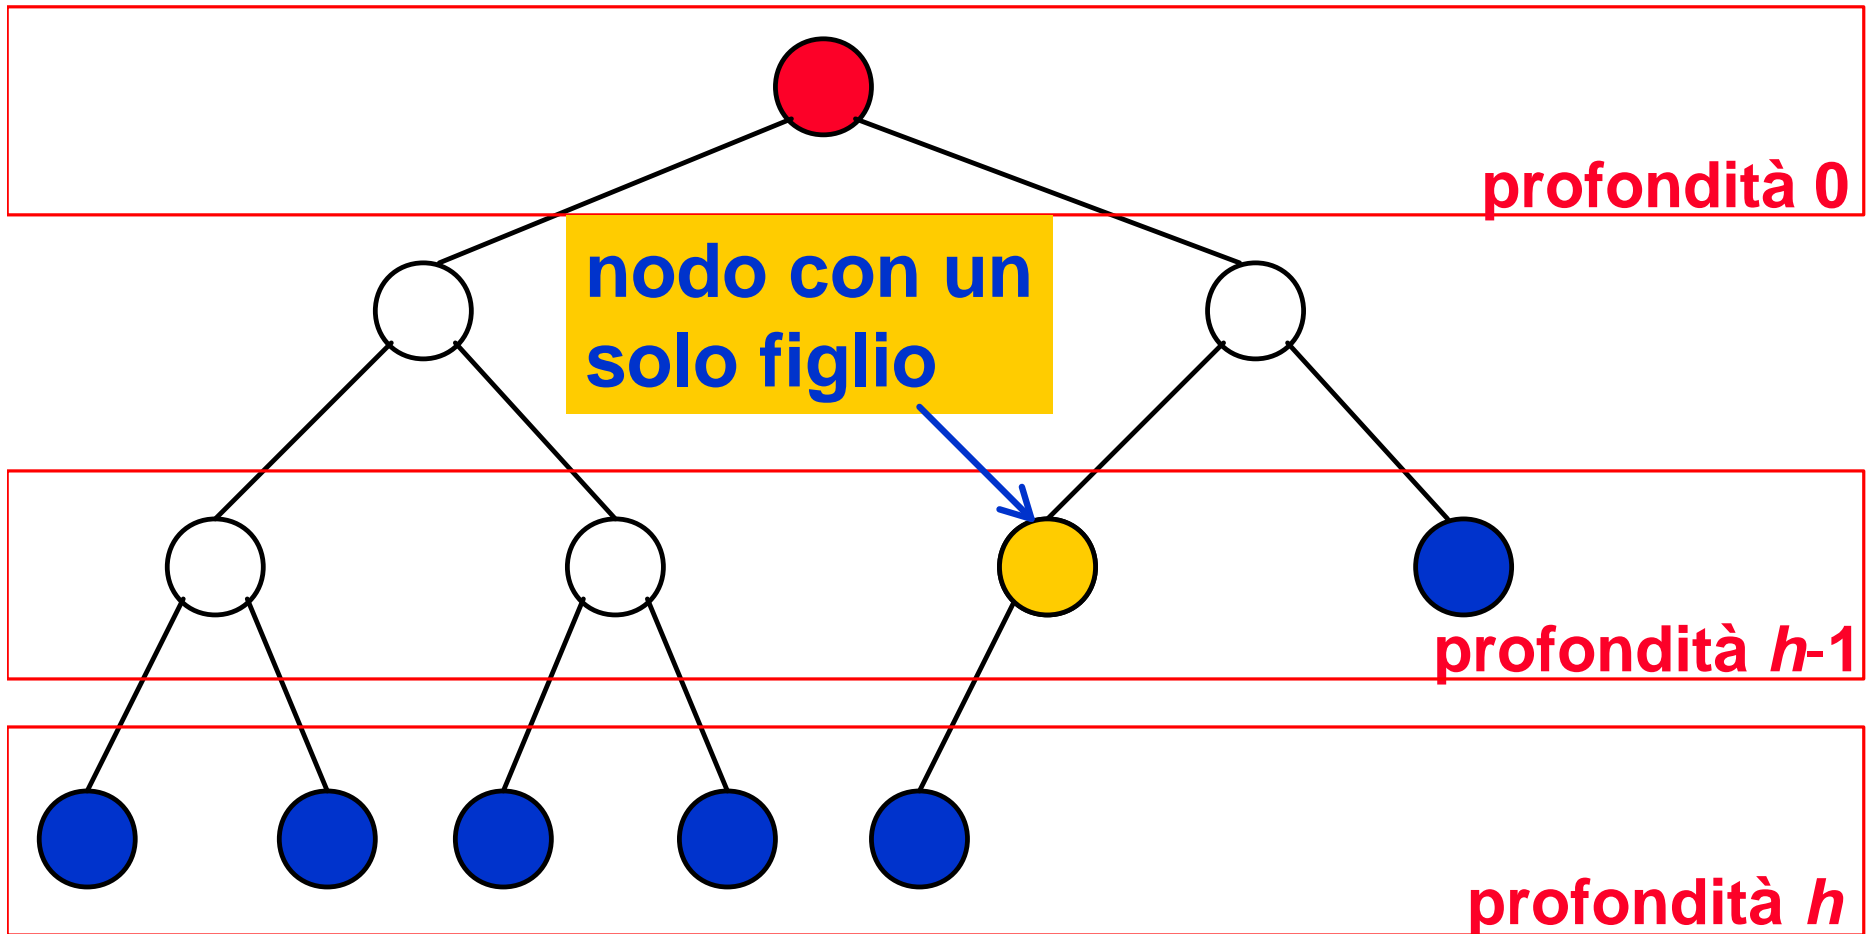 profondità 0
nodo con un
solo figlio
profondità h-1
profondità h